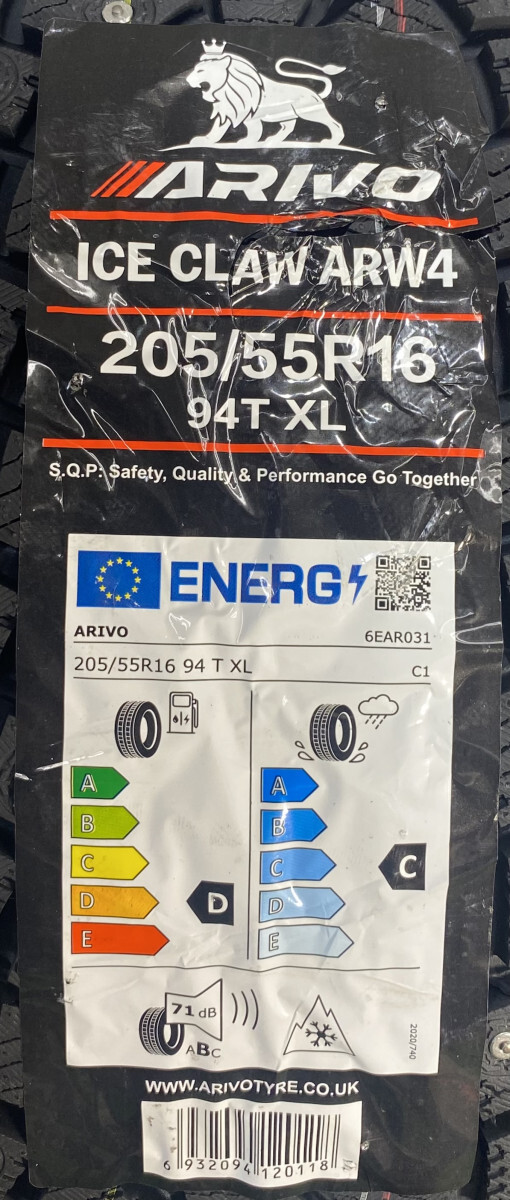 ARIVO
ICE CLAW ARW4
205/55R16
94T XL
S.Q.P: Safety, Quality & Performance Go Together
ENERG
ARIVO 6EAR031
205/55R16 94 T XL C1
A A
B B
C C C
D D D
E E
71 dB
ABC
2020/740
WWW.ARIVOTYRE.CO.UK
6 932094 120118